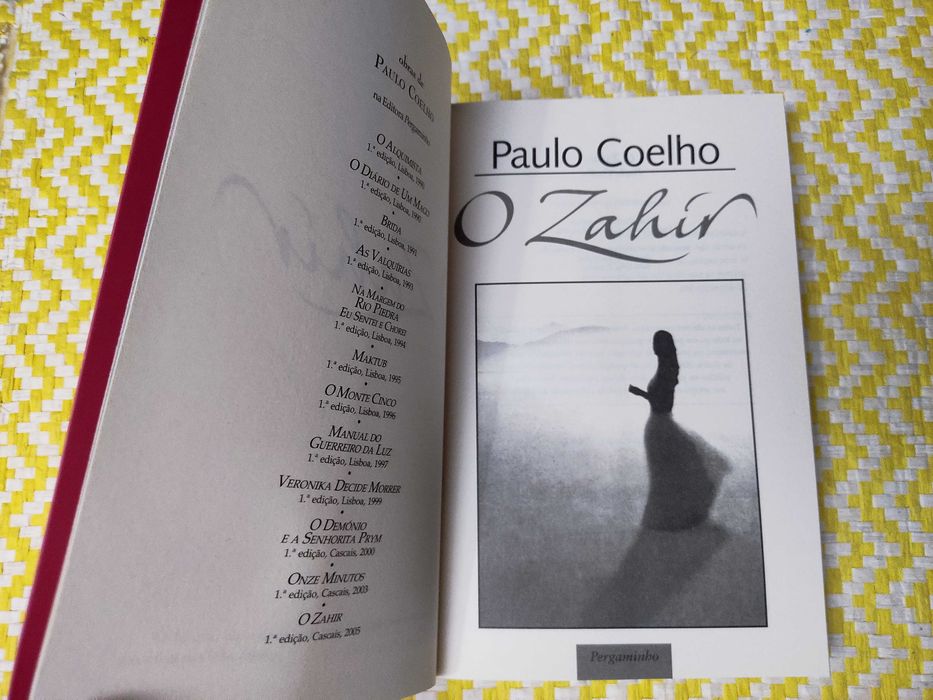 obras de
PAULO COELHO
na Editora Pergaminho
O ALQUIMISTA
1.ª edição, Lisboa, 1990
•
O DIÁRIO DE UM MAGO
1.ª edição, Lisboa, 1990
•
BRIDA
1.ª edição, Lisboa, 1991
•
AS VALQUÍRIAS
1.ª edição, Lisboa, 1993
•
NA MARGEM DO
RIO PIEDRA
EU SENTEI E CHOREI
1.ª edição, Lisboa, 1994
•
MAKTUB
1.ª edição, Lisboa, 1995
•
O MONTE CINCO
1.ª edição, Lisboa, 1996
•
MANUAL DO
GUERREIRO DA LUZ
1.ª edição, Lisboa, 1997
•
VERONIKA DECIDE MORRER
1.ª edição, Lisboa, 1999
•
O DEMÓNIO
E A SENHORITA PRYM
1.ª edição, Cascais, 2000
•
ONZE MINUTOS
1.ª edição, Cascais, 2003
•
O ZAHIR
1.ª edição, Cascais, 2005
Paulo Coelho
O Zahir
Pergaminho